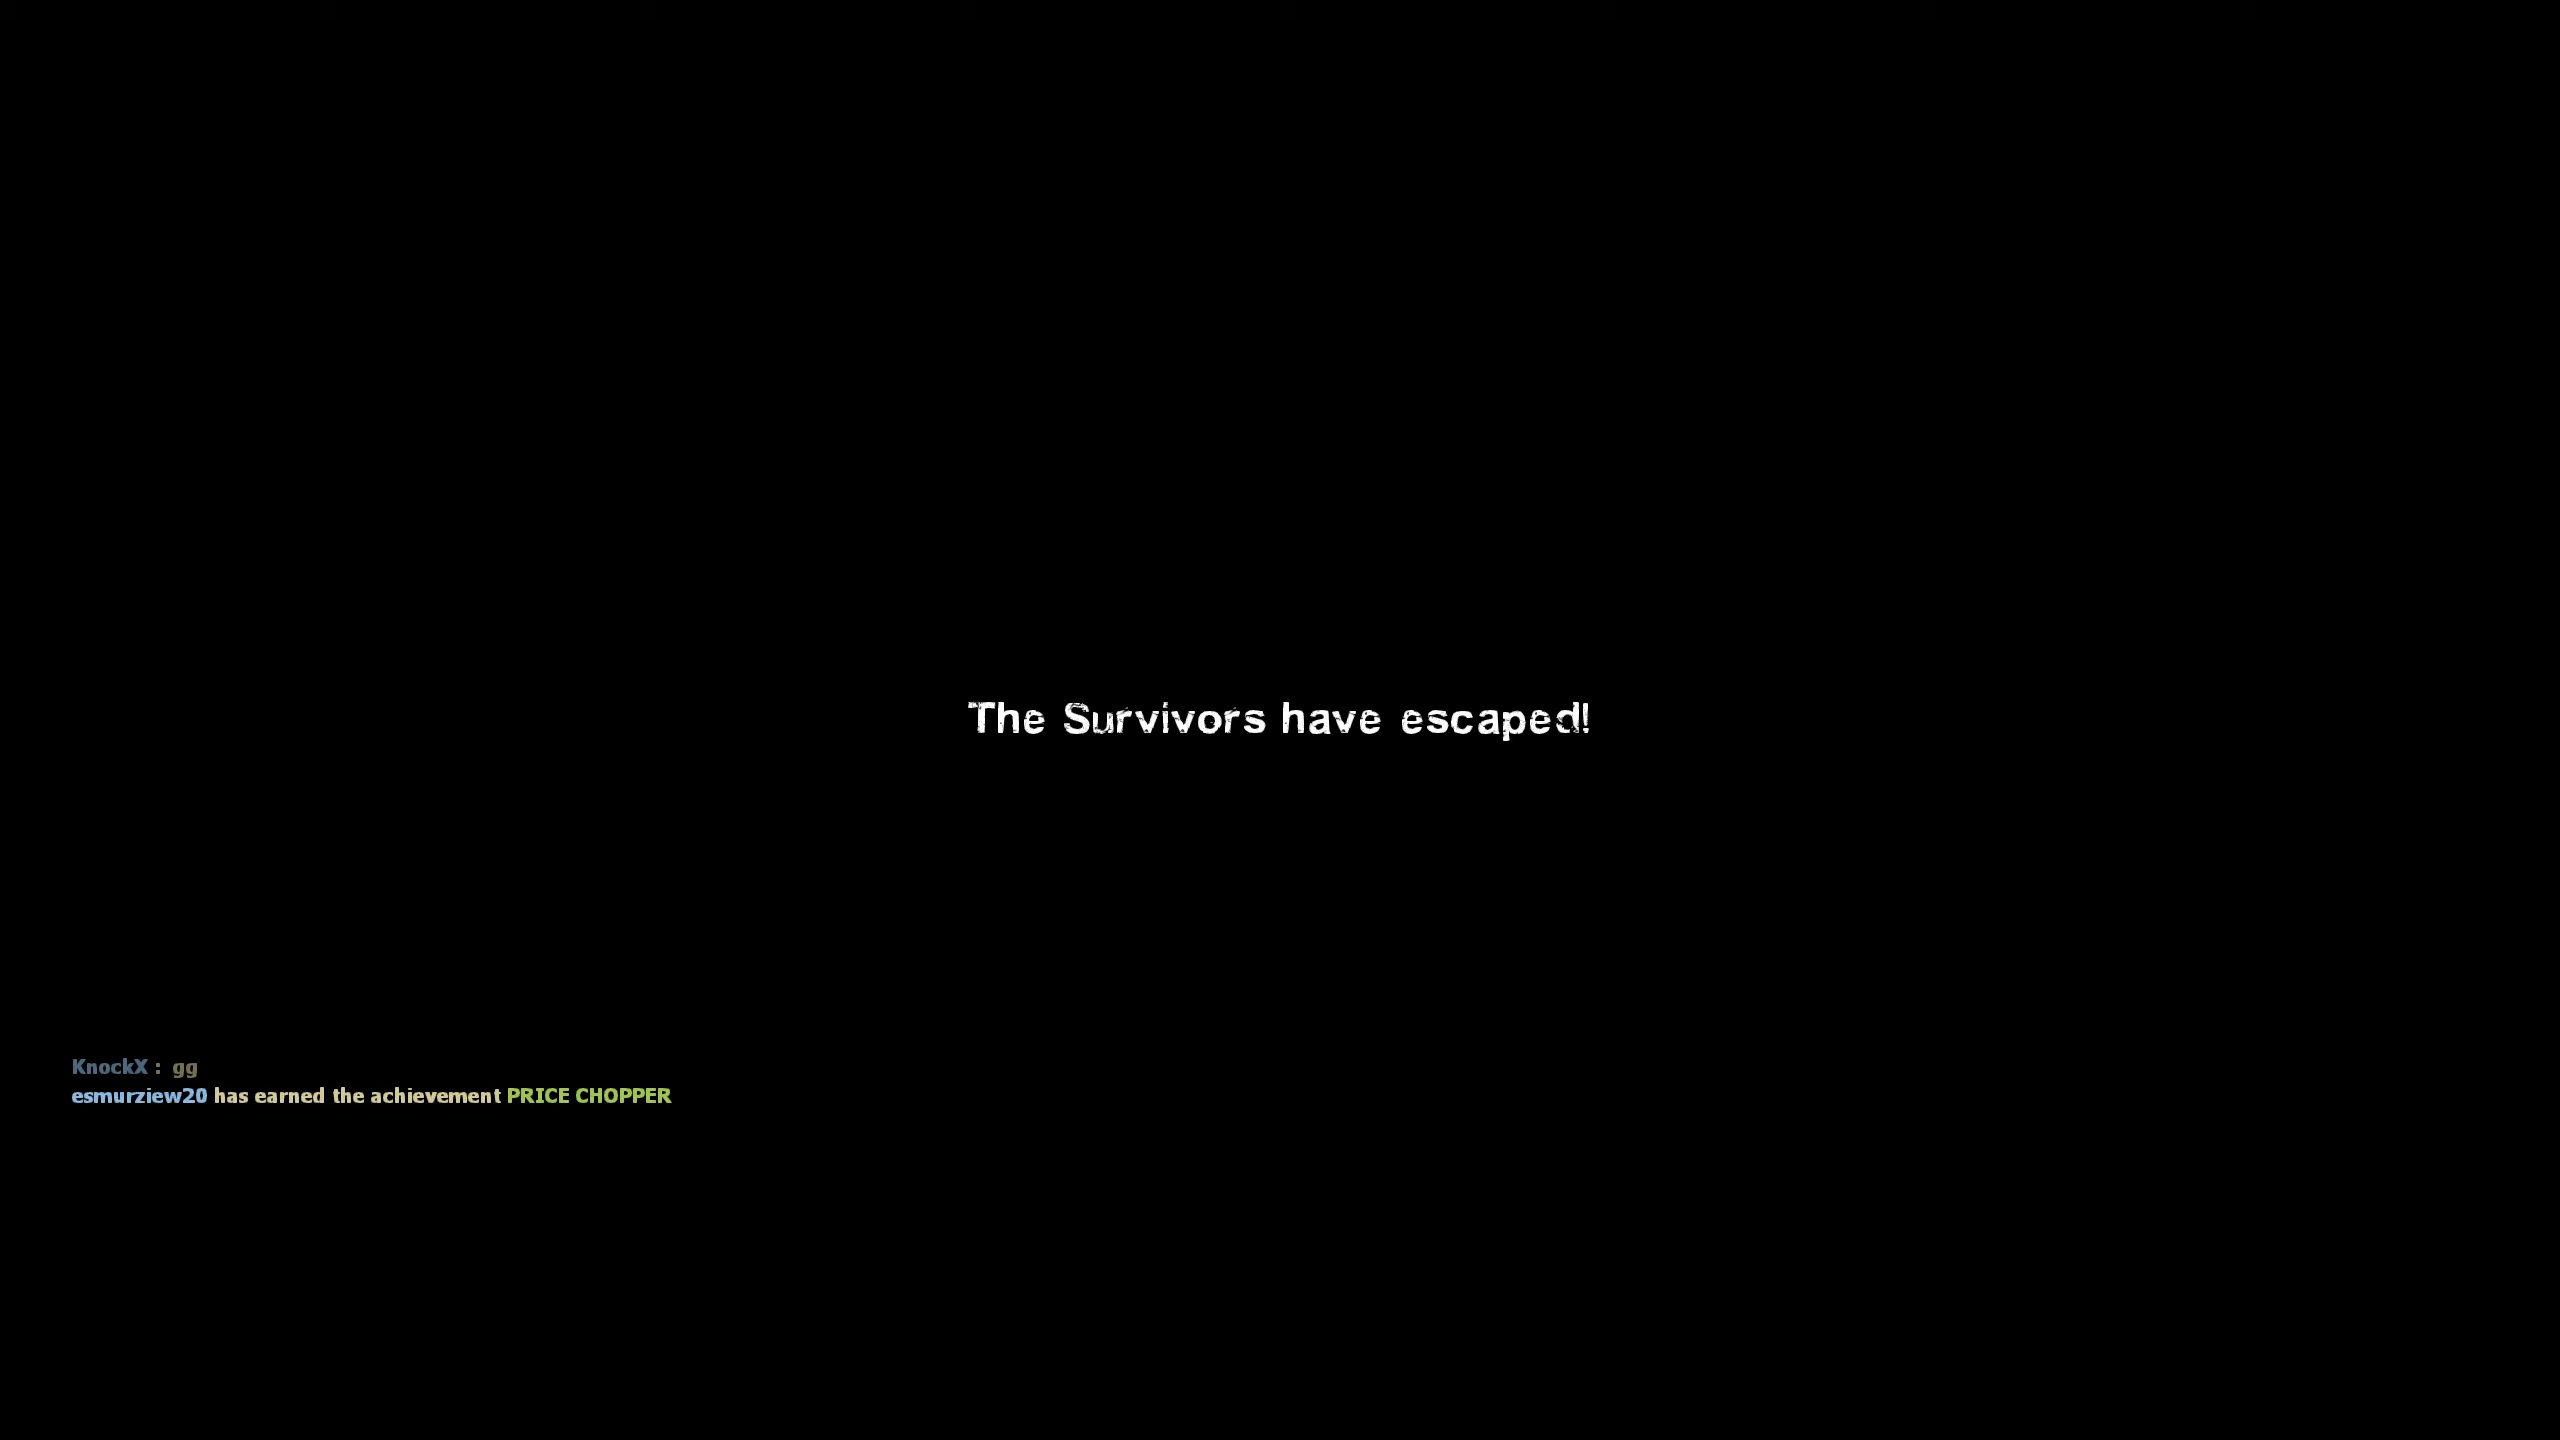 The Survivors have escaped!
KnockX : gg
esmurziew20 has earned the achievement PRICE CHOPPER